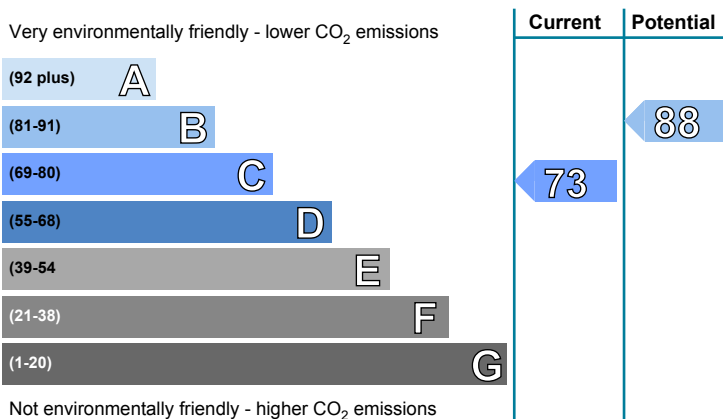 Current Potential
Very environmentally friendly - lower CO2 emissions
(92 plus) A
(81-91) B 88
(69-80) C 73
(55-68) D
(39-54 E
(21-38) F
(1-20) G
Not environmentally friendly - higher CO2 emissions